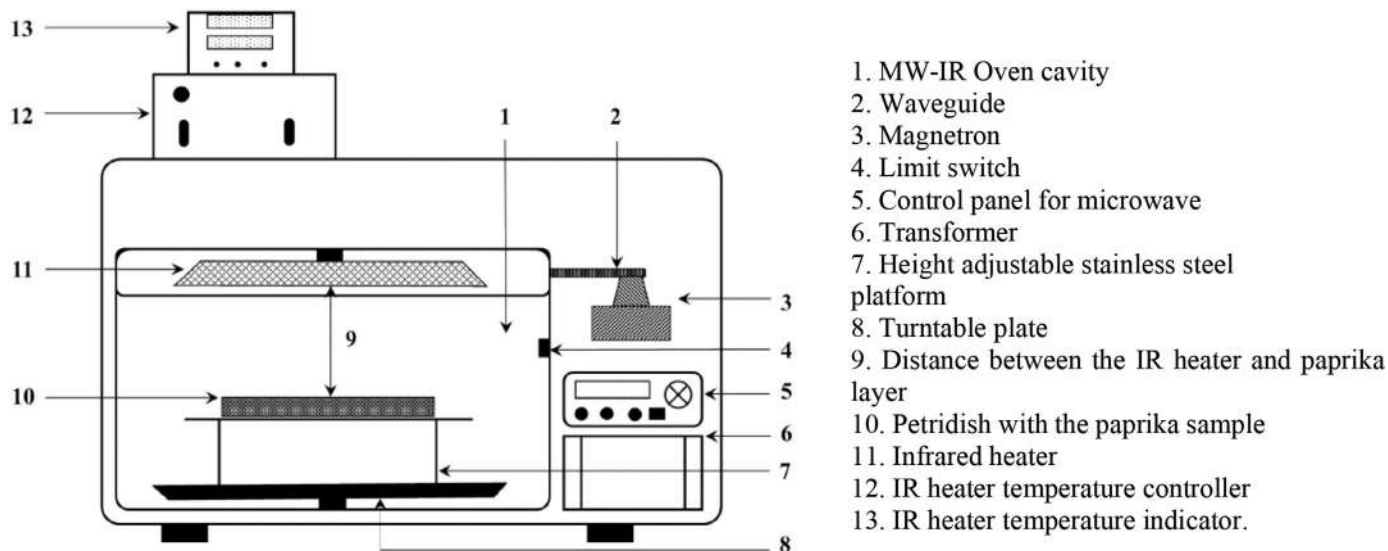 13
12
1
2
11
3
9
4
10
5
6
7
8
1. MW-IR Oven cavity
2. Waveguide
3. Magnetron
4. Limit switch
5. Control panel for microwave
6. Transformer
7. Height adjustable stainless steel
platform
8. Turntable plate
9. Distance between the IR heater and paprika
layer
10. Petridish with the paprika sample
11. Infrared heater
12. IR heater temperature controller
13. IR heater temperature indicator.